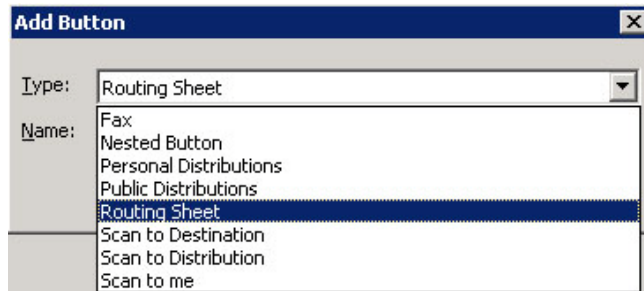 Add Button
Type: Routing Sheet
Name:
Fax
Nested Button
Personal Distributions
Public Distributions
Routing Sheet
Scan to Destination
Scan to Distribution
Scan to me